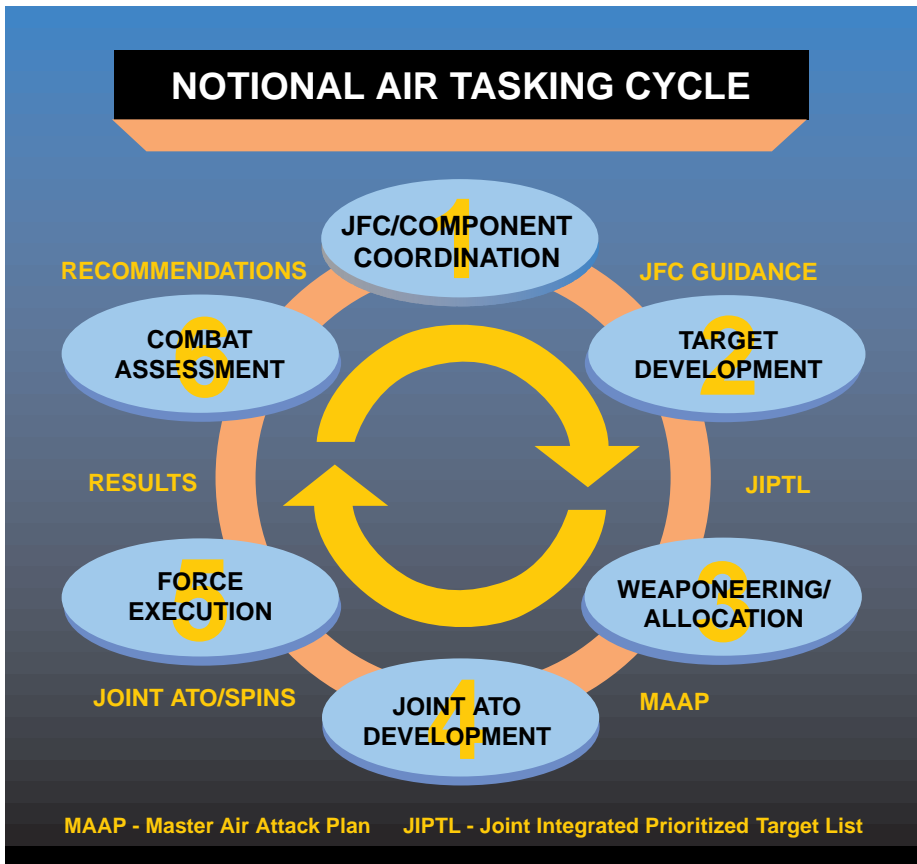 NOTIONAL AIR TASKING CYCLE
1
JFC/COMPONENT
COORDINATION
JFC GUIDANCE
2
TARGET
DEVELOPMENT
JIPTL
3
WEAPONEERING/
ALLOCATION
MAAP
4
JOINT ATO
DEVELOPMENT
JOINT ATO/SPINS
5
FORCE
EXECUTION
RESULTS
6
COMBAT
ASSESSMENT
RECOMMENDATIONS
MAAP - Master Air Attack Plan
JIPTL - Joint Integrated Prioritized Target List